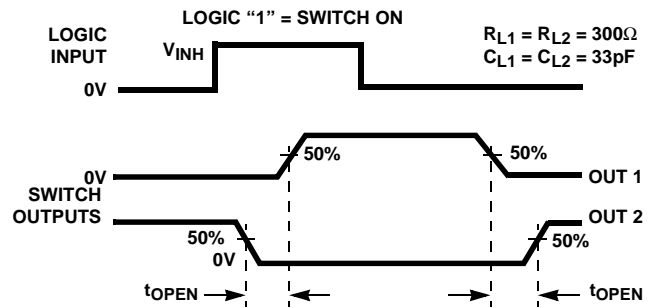 LOGIC “1” = SWITCH ON
LOGIC
INPUT
VINH
0V
RL1 = RL2 = 300Ω
CL1 = CL2 = 33pF
0V
50%
50%
OUT 1
SWITCH
OUTPUTS
OUT 2
50%
0V
50%
tOPEN
tOPEN